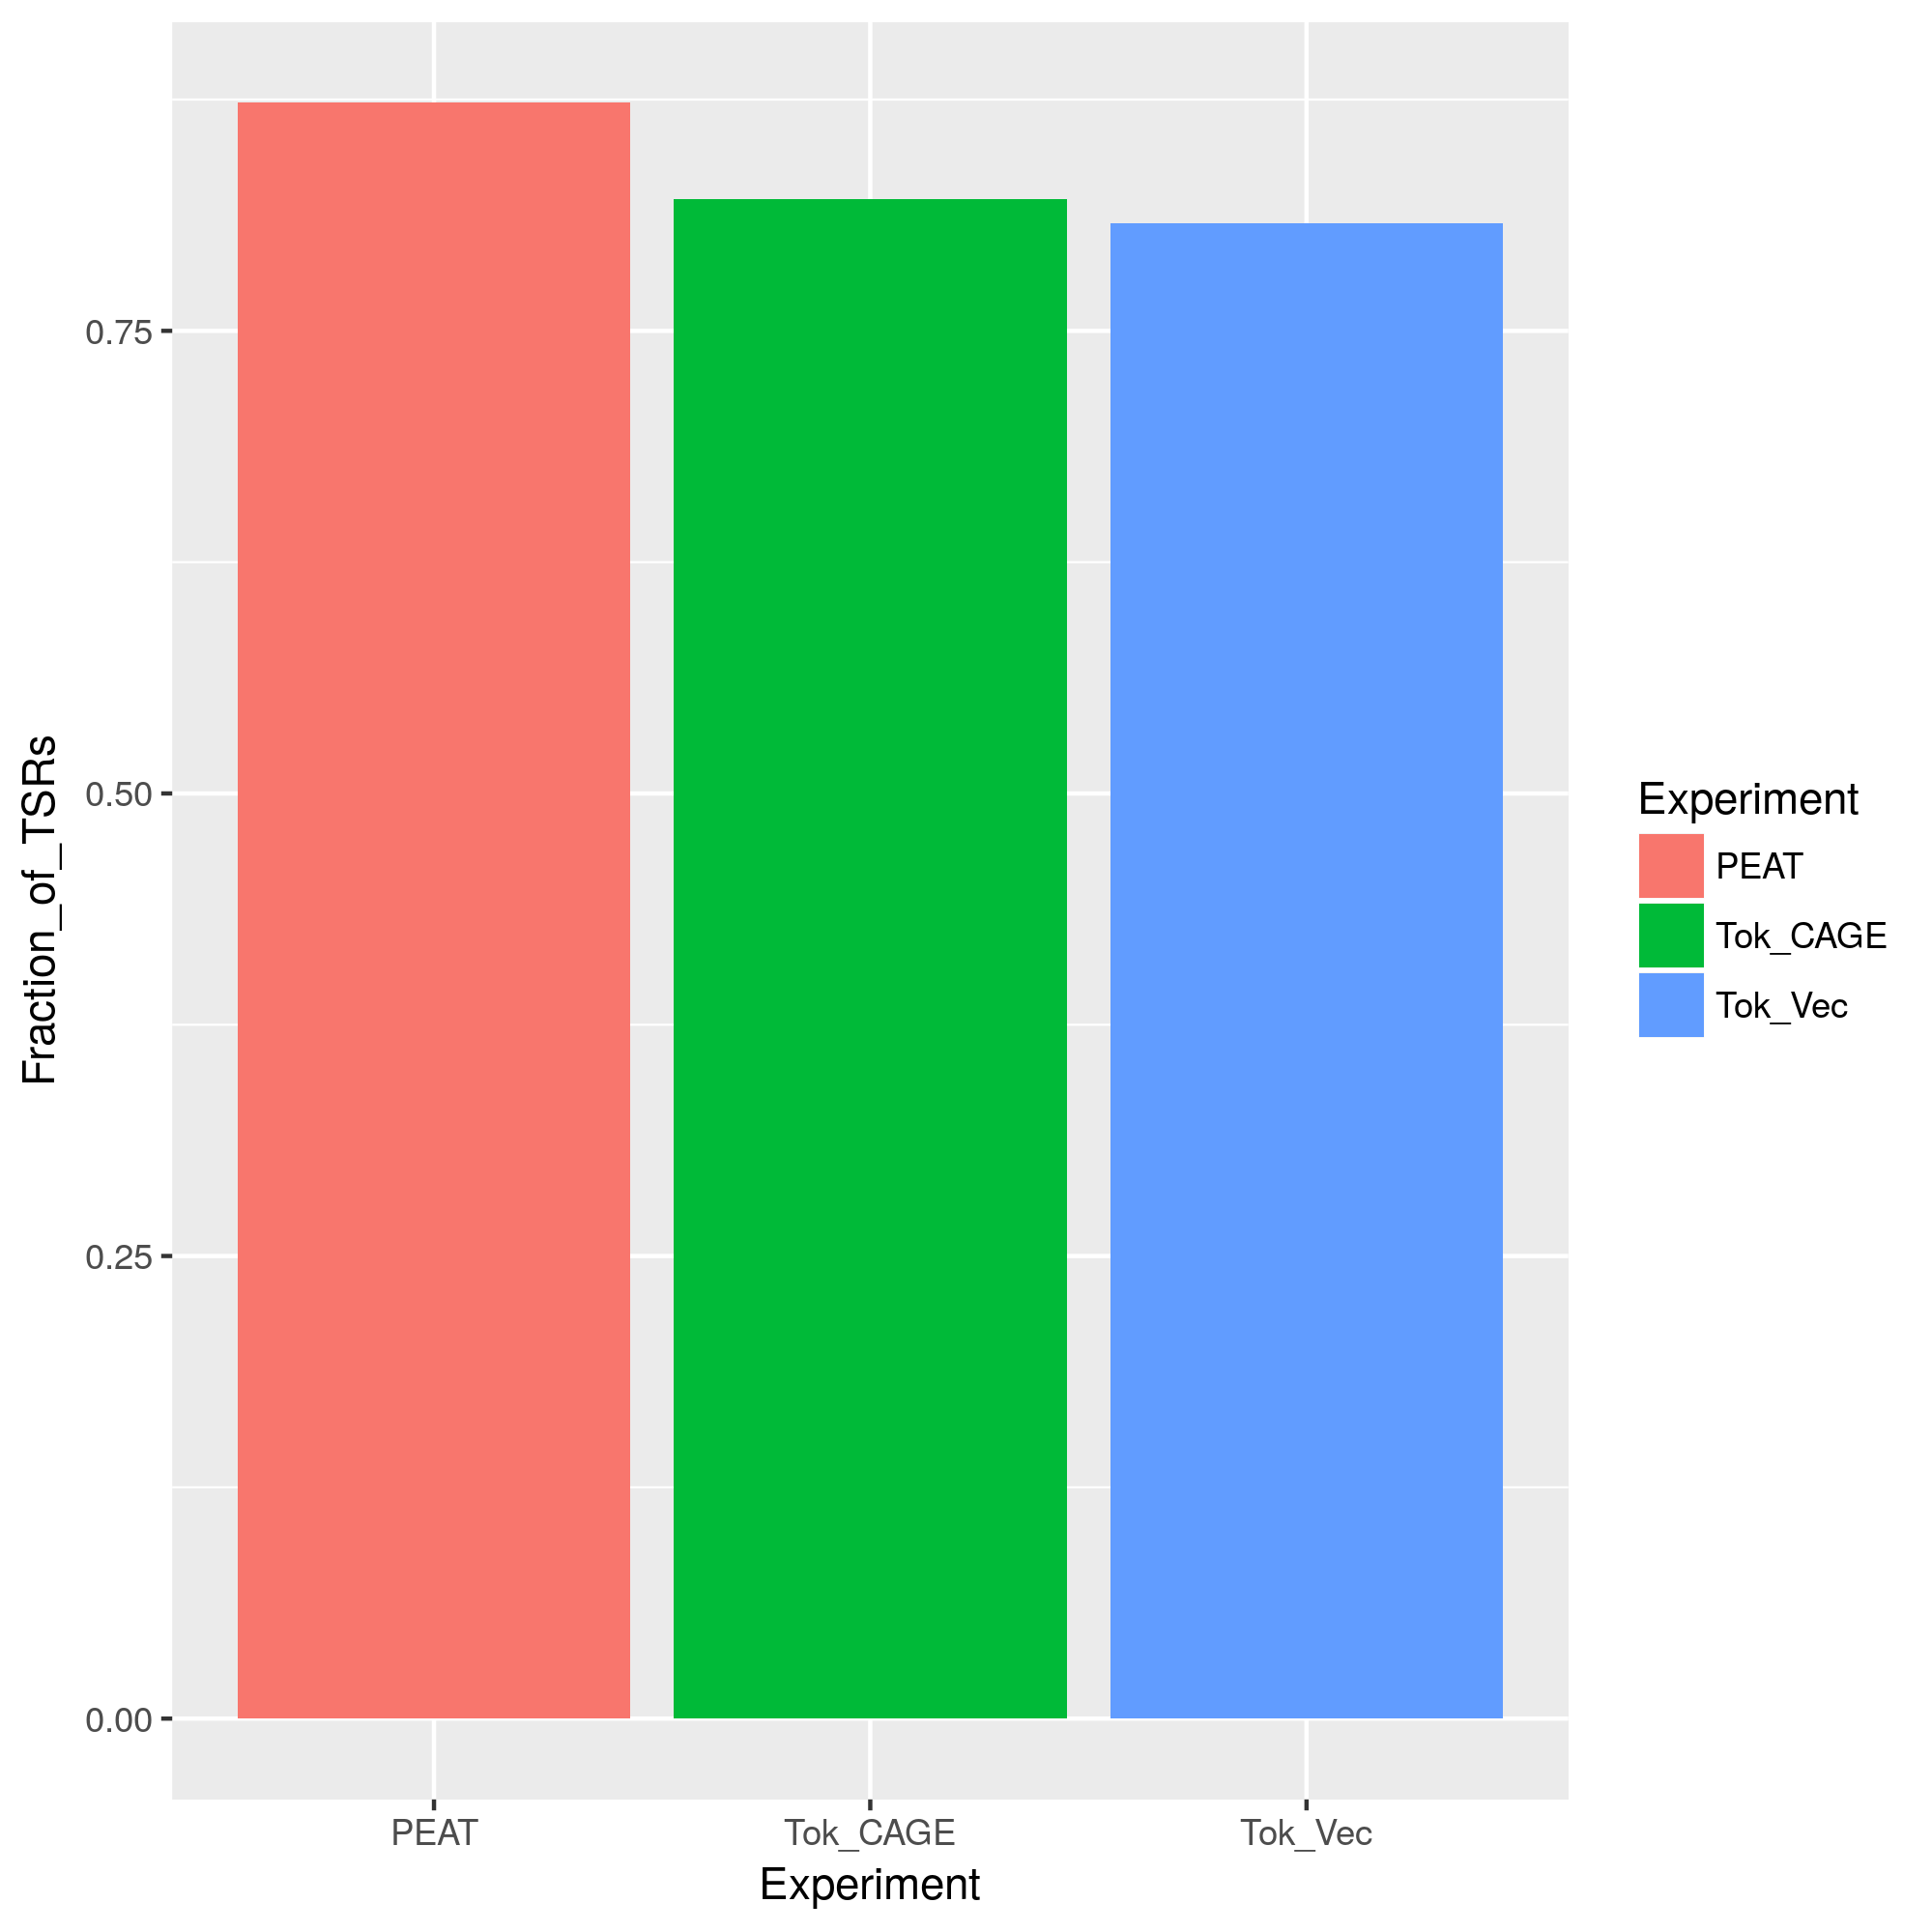 Fraction_of_TSRs
0.75
0.50
0.25
0.00
PEAT
Tok_CAGE
Tok_Vec
Experiment
Experiment
PEAT
Tok_CAGE
Tok_Vec